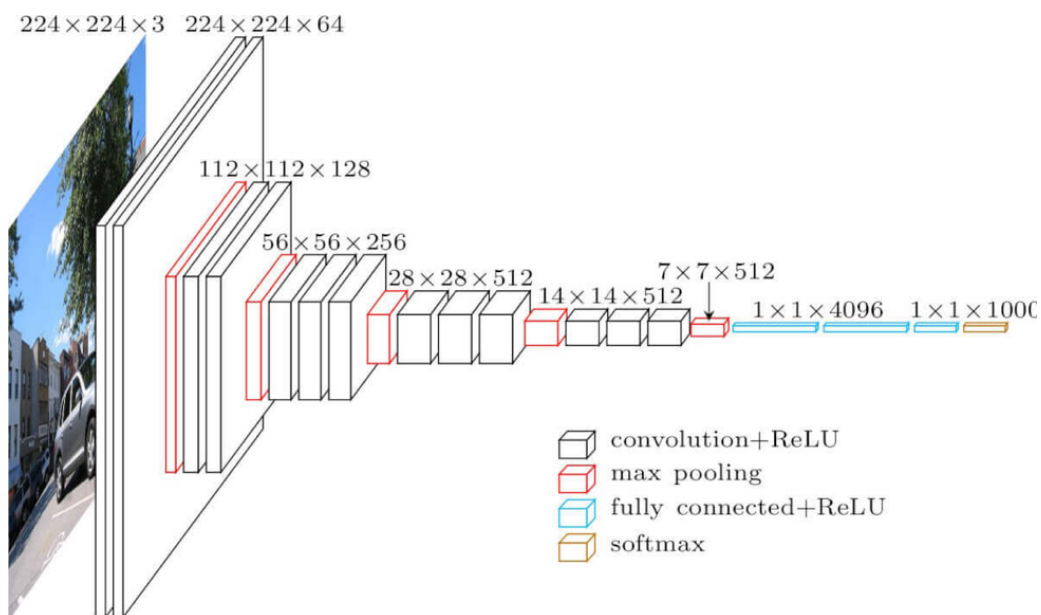 224×224×3
224×224×64
112×112×128
56×56×256
28×28×512
14×14×512
7×7×512
1×1×4096
1×1×1000
convolution+ReLU
max pooling
fully connected+ReLU
softmax